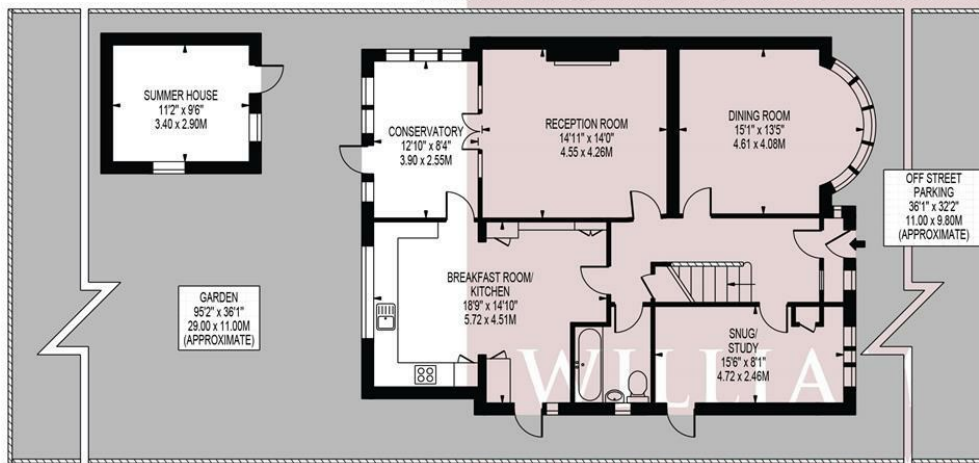 SUMMER HOUSE
11'2" x 9'6"
3.40 x 2.90M
CONSERVATORY
12'10" x 8'4"
3.90 x 2.55M
RECEPTION ROOM
14'11" x 14'0"
4.55 x 4.26M
DINING ROOM
15'1" x 13'5"
4.61 x 4.08M
OFF STREET
PARKING
36'1" x 32'2"
11.00 x 9.80M
(APPROXIMATE)
GARDEN
95'2" x 36'1"
29.00 x 11.00M
(APPROXIMATE)
BREAKFAST ROOM/
KITCHEN
18'9" x 14'10"
5.72 x 4.51M
SNUG/
STUDY
15'6" x 8'1"
4.72 x 2.46M
WILLIA